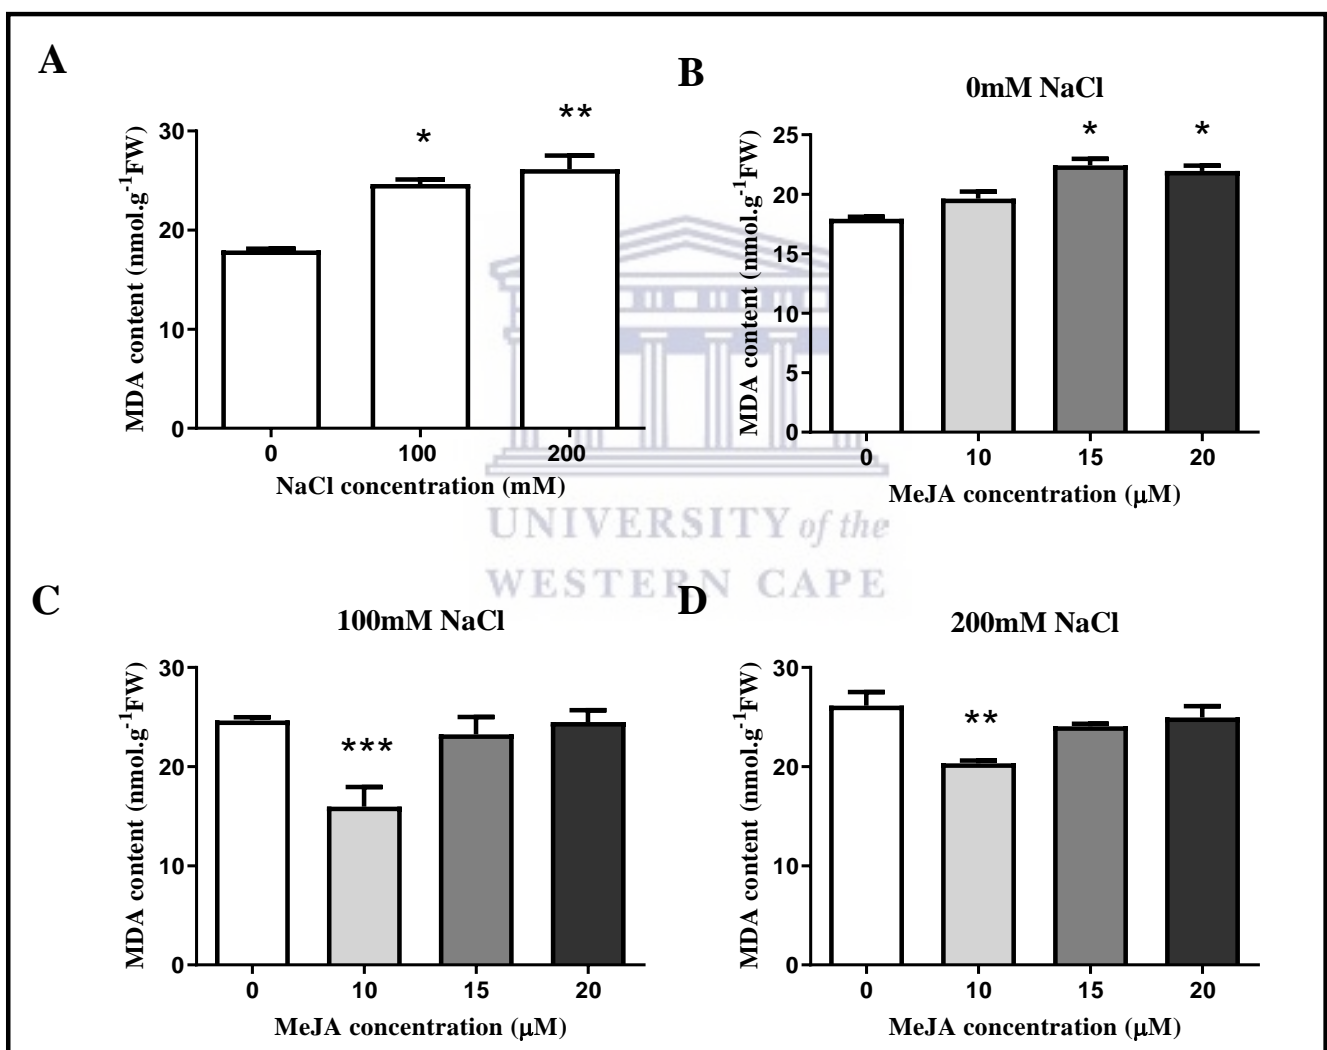 A
MDA content (nmol.g-1FW)
30
20
10
0
*
**
0
100
200
NaCl concentration (mM)
B
0mM NaCl
MDA content (nmol.g-1FW)
25
20
15
10
5
0
*
*
0
10
15
20
MeJA concentration (μM)
UNIVERSITY of the
WESTERN CAPE
C
100mM NaCl
MDA content (nmol.g-1FW)
30
20
10
0
***
0
10
15
20
MeJA concentration (μM)
D
200mM NaCl
MDA content (nmol.g-1FW)
30
20
10
0
**
0
10
15
20
MeJA concentration (μM)